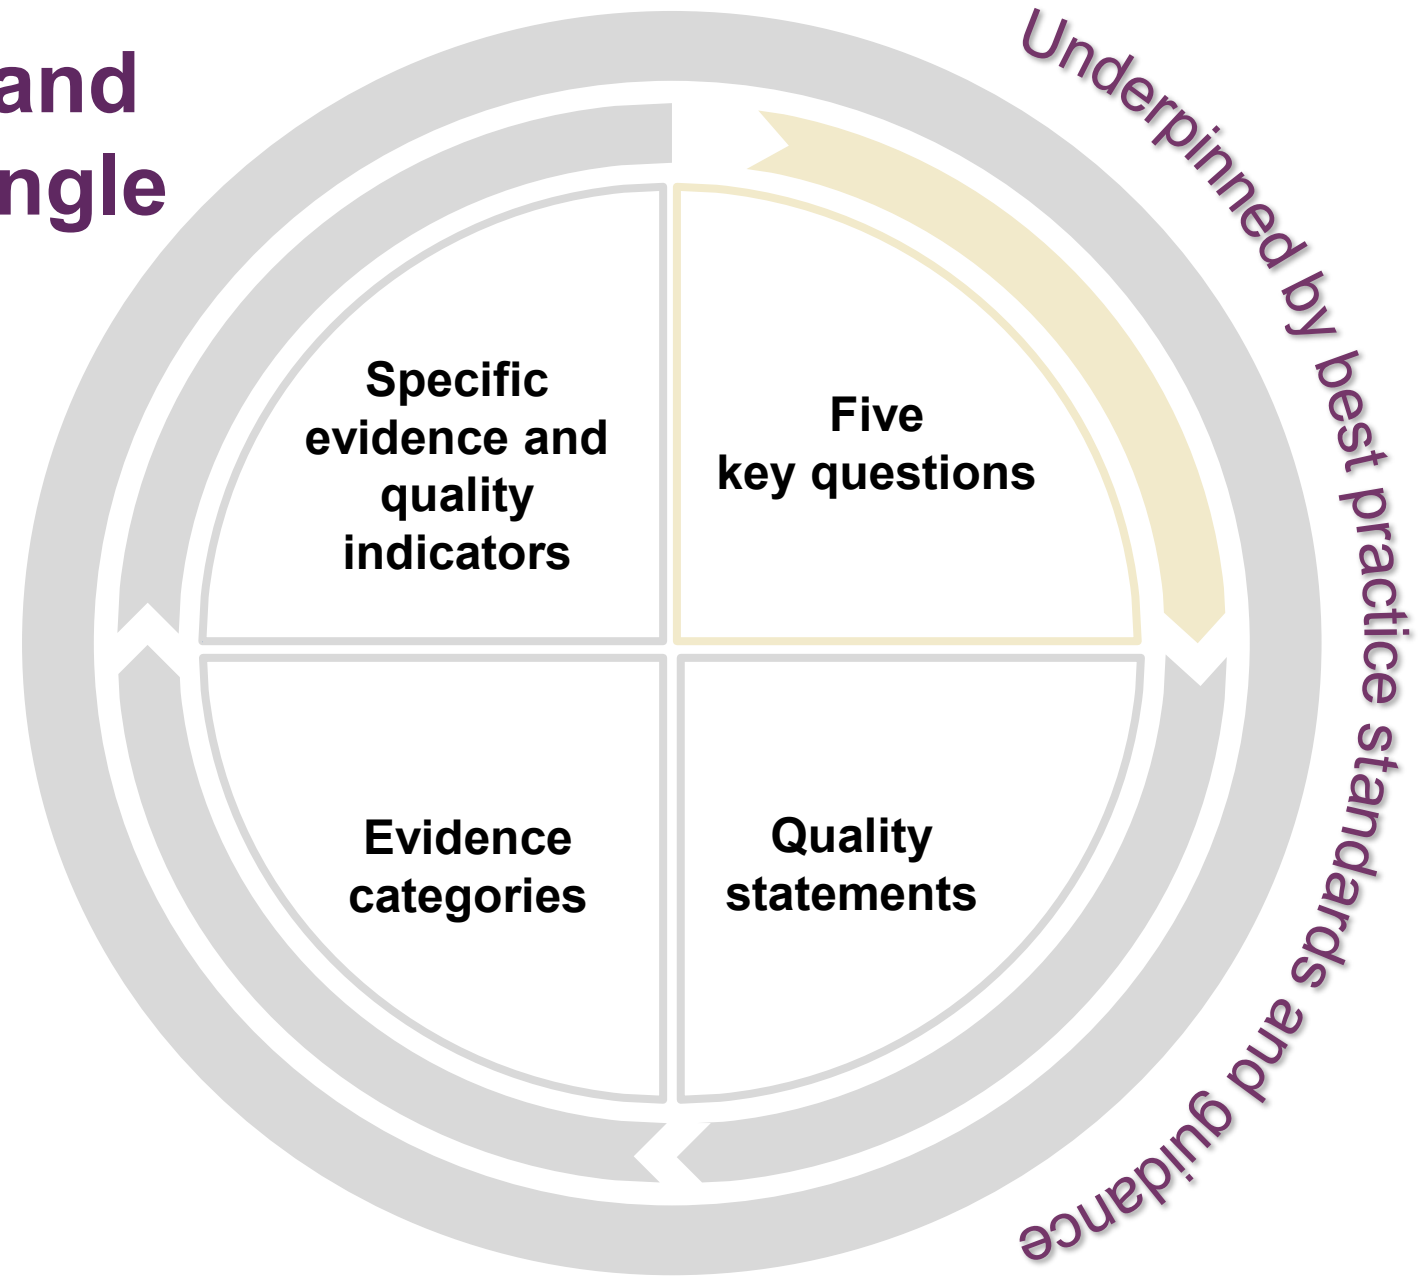 and
ngle
Specific
evidence and
quality
indicators
Five
key questions
Evidence
categories
Quality
statements
Underpinned by best practice standards and guidance